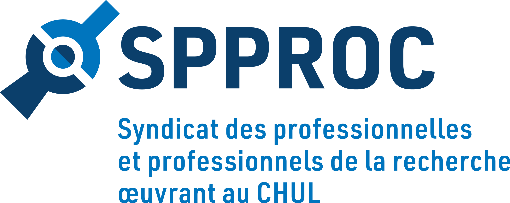 SPPROC
Syndicat des professionnelles
et professionnels de la recherche
œuvrant au CHUL